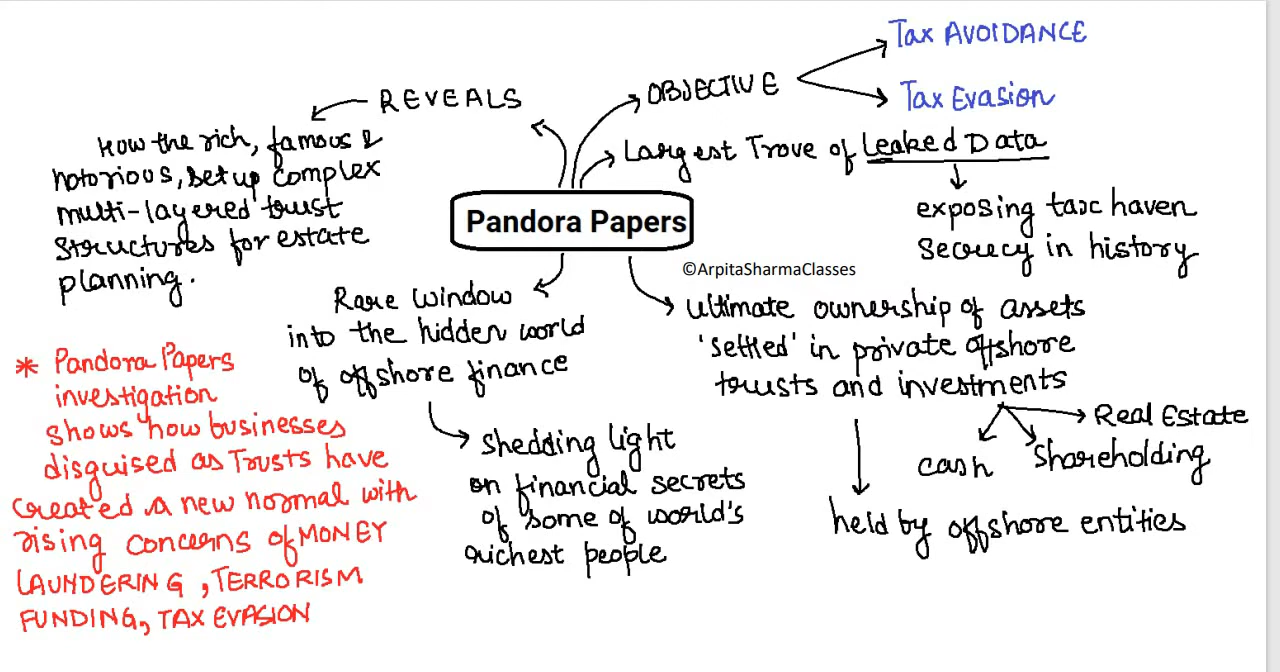 Tax AVOIDANCE
OBJECTIVE
Tax Evasion
REVEALS
How the rich, famous &
notorious, set up complex
multi-layered trust
structures for estate
planning.
Largest Trove of Leaked Data
exposing tax haven
secrecy in history
Pandora Papers
©ArpitaSharmaClasses
Rare Window
into the hidden world
of offshore finance
shedding light
on financial secrets
of some of world's
richest people
ultimate ownership of assets
'settled' in private offshore
trusts and investments
Real Estate
Shareholding
cash
held by offshore entities
* Pandora Papers
investigation
shows how businesses
disguised as Trusts have
created a new normal with
rising concerns of MONEY
LAUNDERING, TERRORISM
FUNDING, TAX EVASION